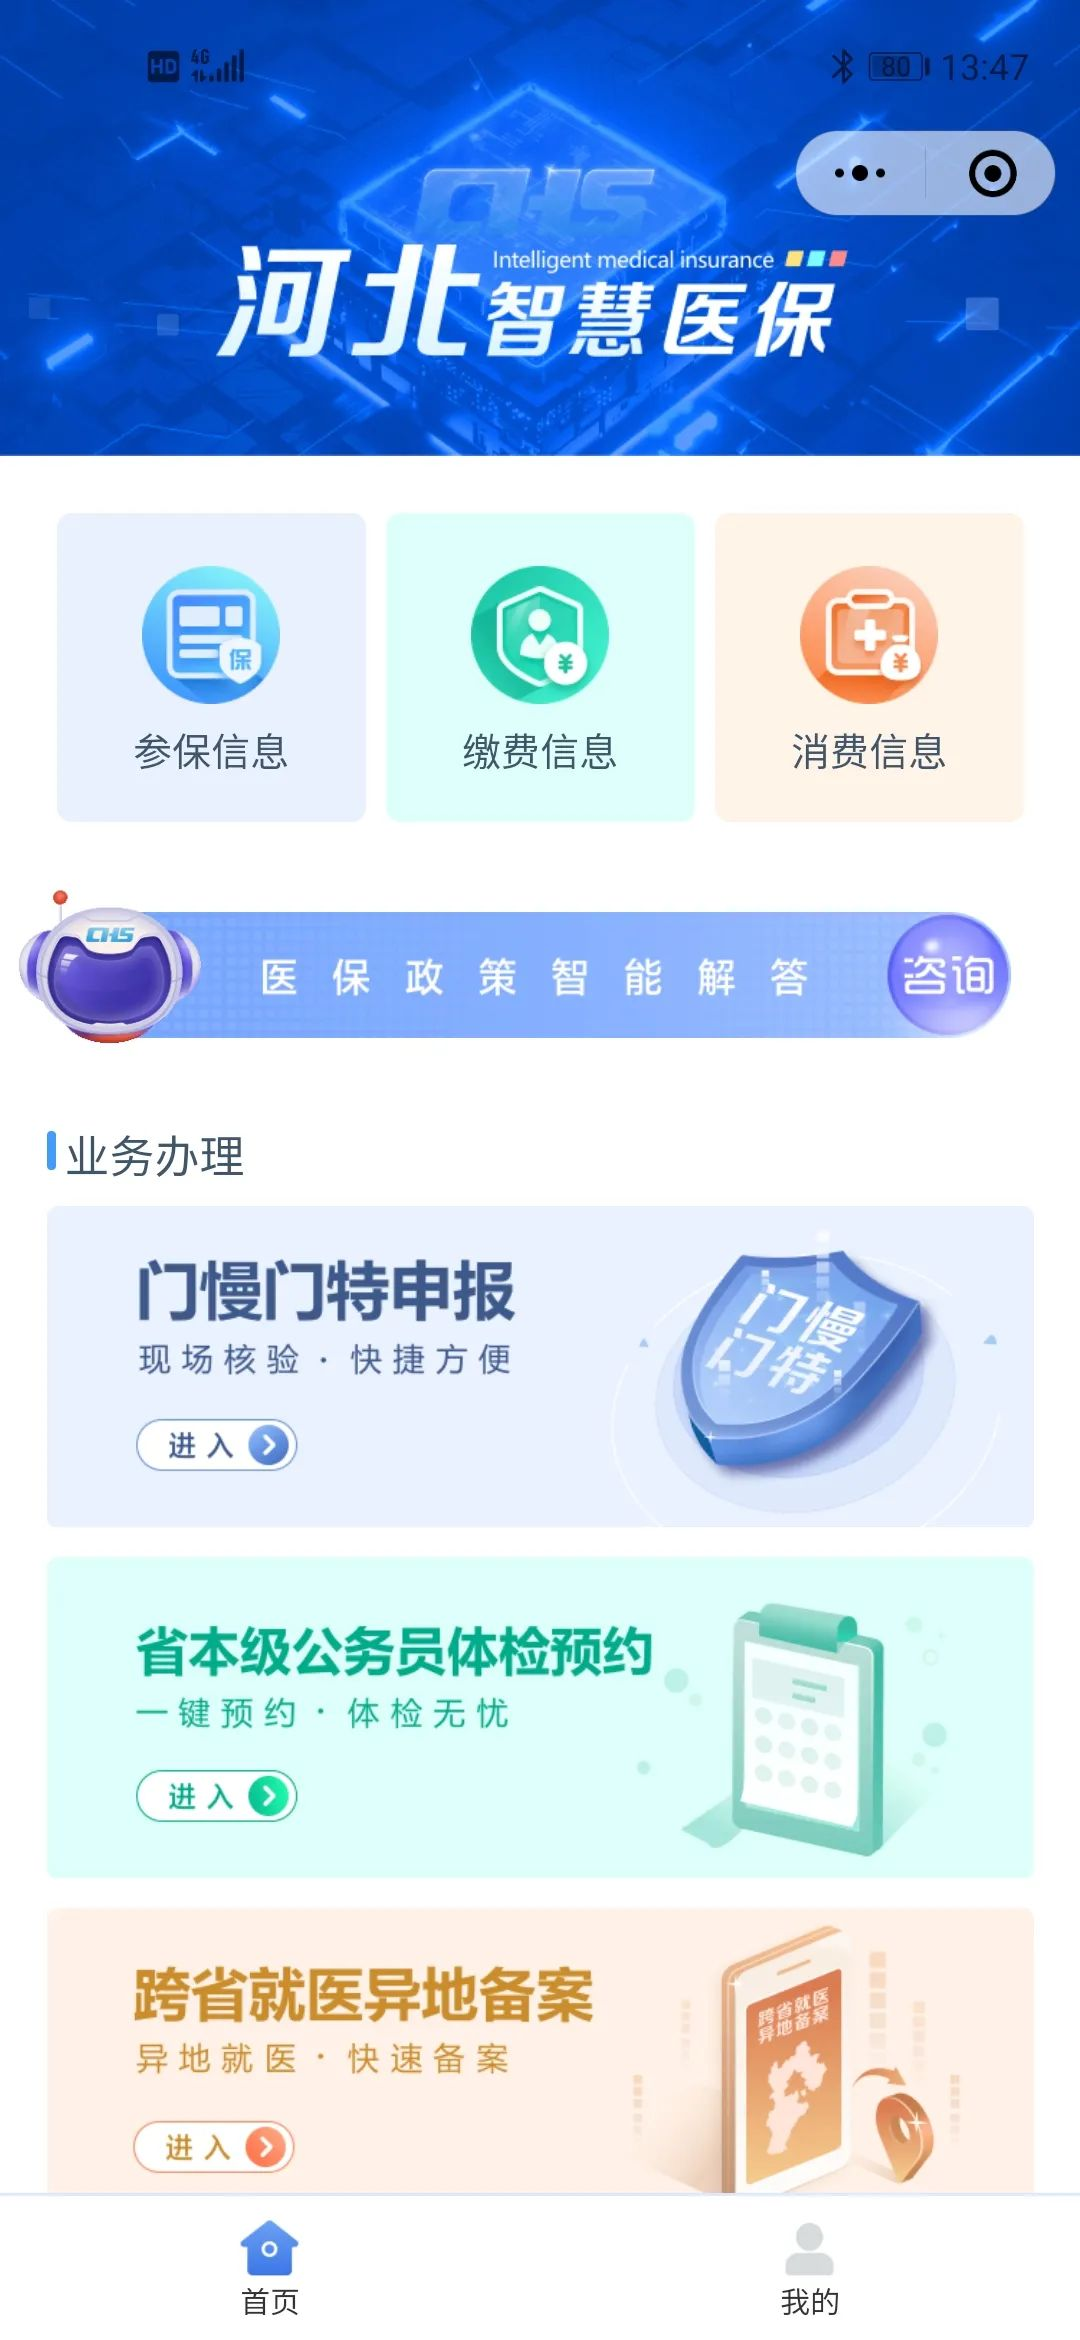 HD 4G 80 13:47
CHS
Intelligent medical insurance
河北智慧医保
保
参保信息 缴费信息 消费信息
CHS
医保政策智能解答 咨询
业务办理
门慢门特申报
现场核验·快捷方便
进入
门慢
门特
省本级公务员体检预约
一键预约·体检无忧
进入
跨省就医异地备案
异地就医·快速备案
进入
跨省就医
异地备案
首页 我的